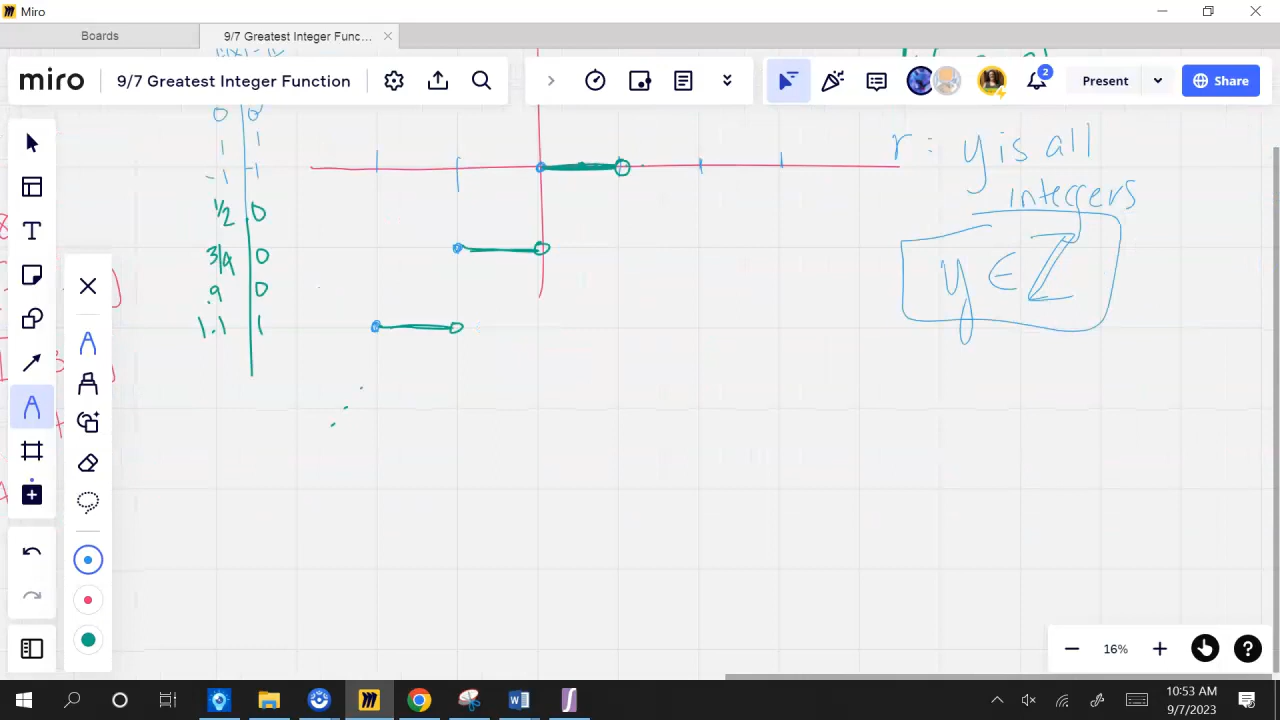 Miro
Boards
9/7 Greatest Integer Func...
miro
9/7 Greatest Integer Function
2
Present
Share
0 0
1 1
-1 -1
1/2 0
3/4 0
.9 0
1.1 1
r: y is all
integers
y ∈ ℤ
16%
10:53 AM
9/7/2023